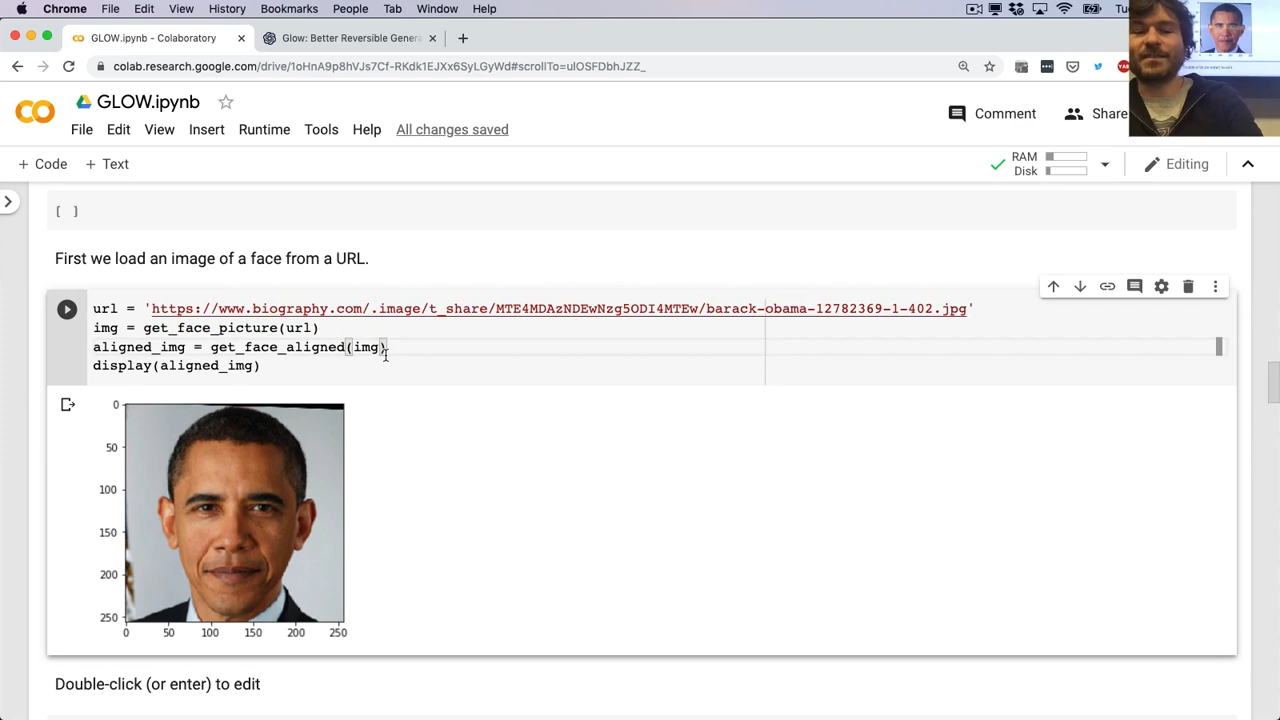 Chrome File Edit View History Bookmarks People Tab Window Help
GLOW.ipynb - Colaboratory
Glow: Better Reversible Genera
colab.research.google.com/drive/1oHnA9p8hVJs7Cf-RKdk1EJXx6SyLGy
=ulOSFDbhJZZ_
GLOW.ipynb
File Edit View Insert Runtime Tools Help All changes saved
Comment Share
+ Code + Text
RAM
Disk
Editing
[ ]
First we load an image of a face from a URL.
url = 'https://www.biography.com/.image/t_share/MTE4MDAzNDEwNzg5ODI4MTEw/barack-obama-12782369-1-402.jpg'
img = get_face_picture(url)
aligned_img = get_face_aligned(img)
display(aligned_img)
0
50
100
150
200
250
0 50 100 150 200 250
Double-click (or enter) to edit